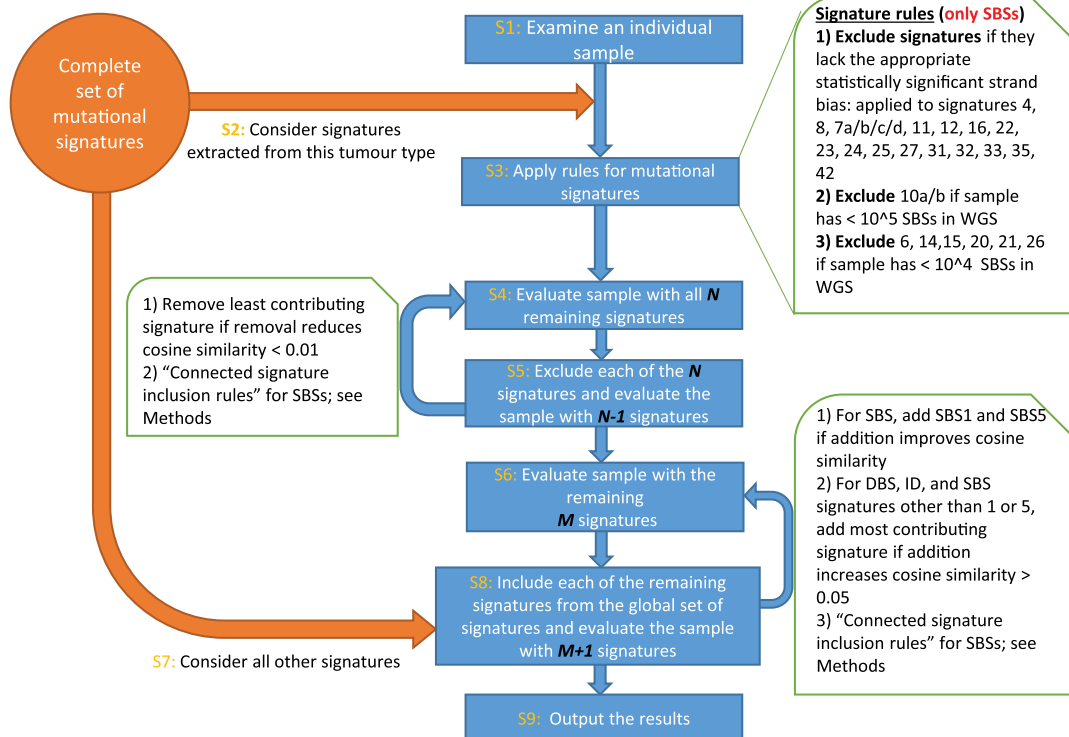 Complete
set of
mutational
signatures
S1: Examine an individual
sample
S2: Consider signatures
extracted from this tumour type
S3: Apply rules for mutational
signatures
Signature rules (only SBSs)
1) Exclude signatures if they
lack the appropriate
statistically significant strand
bias: applied to signatures 4,
8, 7a/b/c/d, 11, 12, 16, 22,
23, 24, 25, 27, 31, 32, 33, 35,
42
2) Exclude 10a/b if sample
has < 10^5 SBSs in WGS
3) Exclude 6, 14,15, 20, 21, 26
if sample has < 10^4 SBSs in
WGS
S4: Evaluate sample with all N
remaining signatures
1) Remove least contributing
signature if removal reduces
cosine similarity < 0.01
2) “Connected signature
inclusion rules” for SBSs; see
Methods
S5: Exclude each of the N
signatures and evaluate the
sample with N-1 signatures
S6: Evaluate sample with the
remaining
M signatures
1) For SBS, add SBS1 and SBS5
if addition improves cosine
similarity
2) For DBS, ID, and SBS
signatures other than 1 or 5,
add most contributing
signature if addition
increases cosine similarity >
0.05
3) “Connected signature
inclusion rules” for SBSs; see
Methods
S7: Consider all other signatures
S8: Include each of the remaining
signatures from the global set of
signatures and evaluate the sample
with M+1 signatures
S9: Output the results